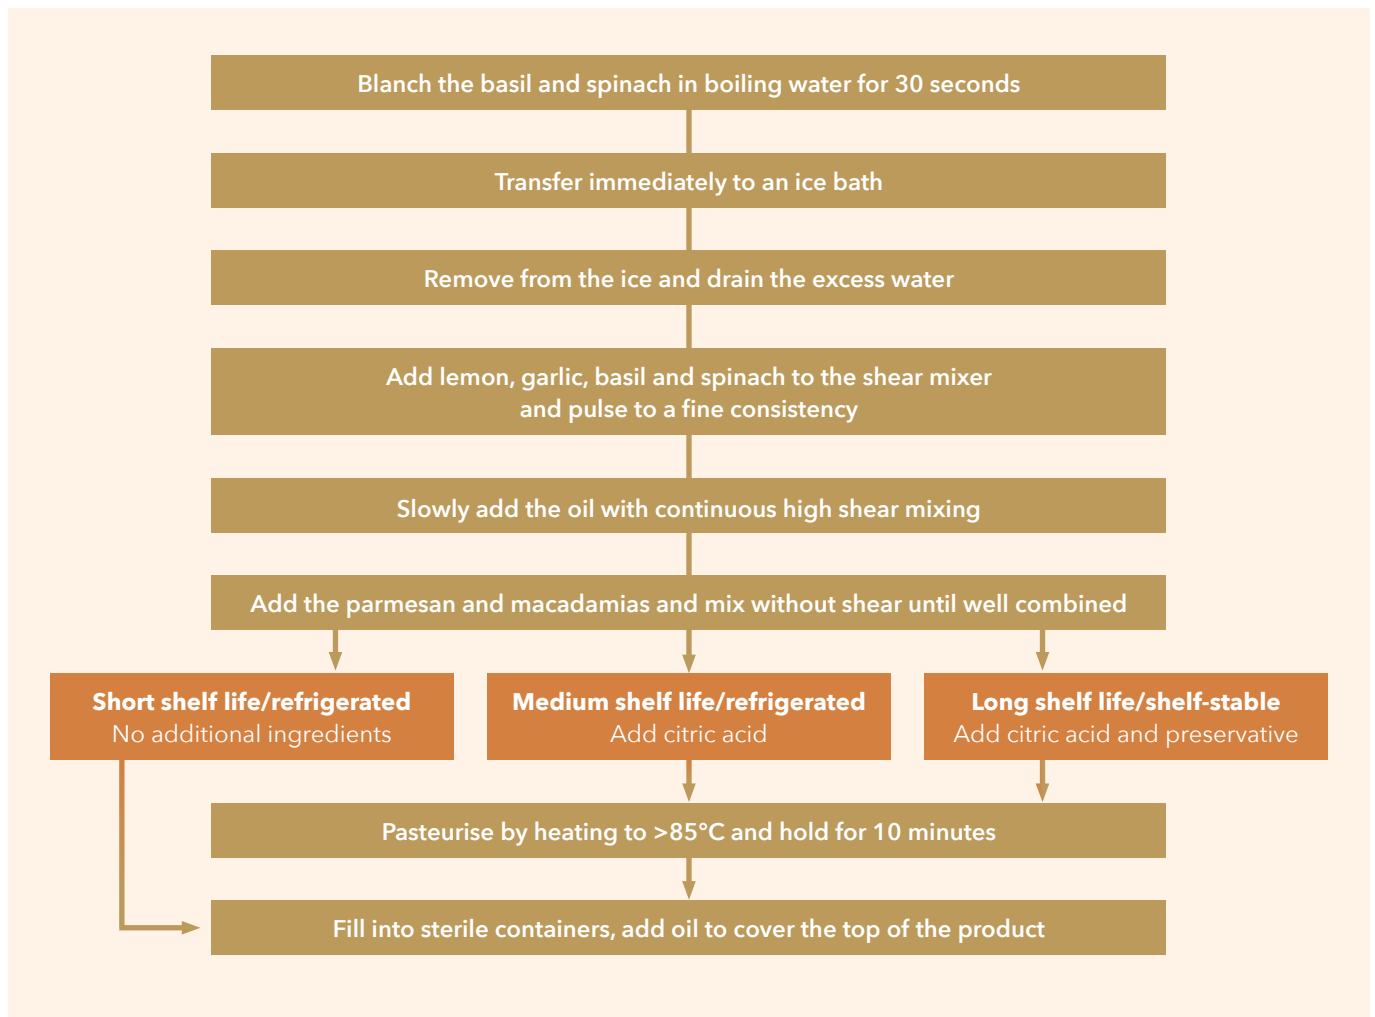 Blanch the basil and spinach in boiling water for 30 seconds
Transfer immediately to an ice bath
Remove from the ice and drain the excess water
Add lemon, garlic, basil and spinach to the shear mixer
and pulse to a fine consistency
Slowly add the oil with continuous high shear mixing
Add the parmesan and macadamias and mix without shear until well combined
Short shelf life/refrigerated
No additional ingredients
Medium shelf life/refrigerated
Add citric acid
Long shelf life/shelf-stable
Add citric acid and preservative
Pasteurise by heating to >85°C and hold for 10 minutes
Fill into sterile containers, add oil to cover the top of the product